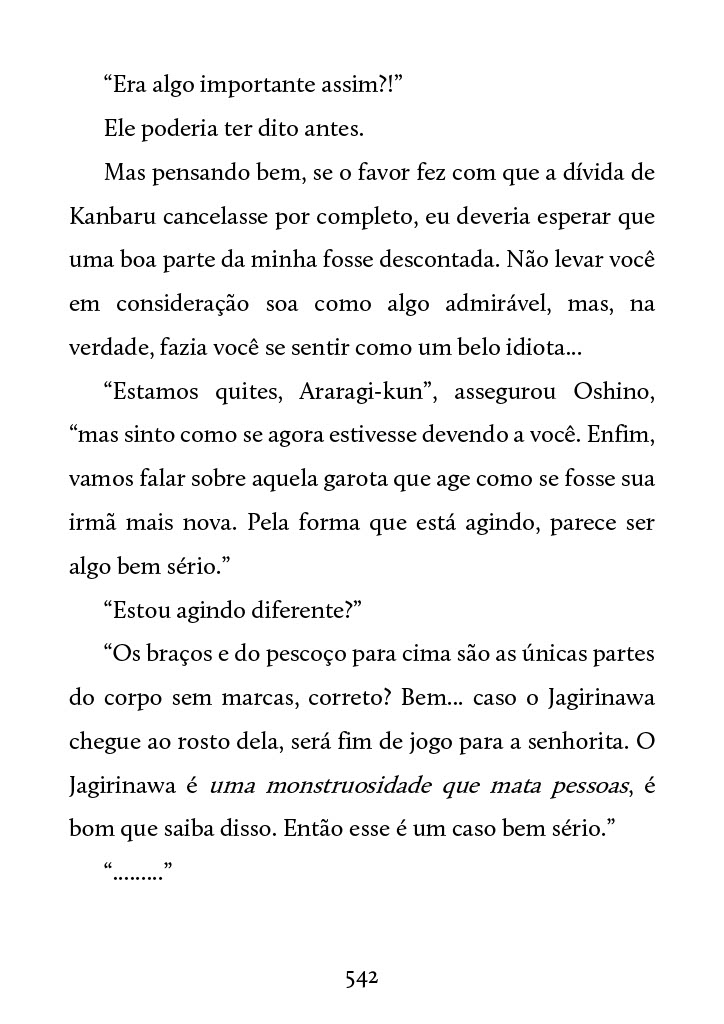 “Era algo importante assim?!”
Ele poderia ter dito antes.
Mas pensando bem, se o favor fez com que a dívida de
Kanbaru cancelasse por completo, eu deveria esperar que
uma boa parte da minha fosse descontada. Não levar você
em consideração soa como algo admirável, mas, na
verdade, fazia você se sentir como um belo idiota...
“Estamos quites, Araragi-kun”, assegurou Oshino,
“mas sinto como se agora estivesse devendo a você. Enfim,
vamos falar sobre aquela garota que age como se fosse sua
irmã mais nova. Pela forma que está agindo, parece ser
algo bem sério.”
“Estou agindo diferente?”
“Os braços e do pescoço para cima são as únicas partes
do corpo sem marcas, correto? Bem... caso o Jagirinawa
chegue ao rosto dela, será fim de jogo para a senhorita. O
Jagirinawa é uma monstruosidade que mata pessoas, é
bom que saiba disso. Então esse é um caso bem sério.”
“.........”
542